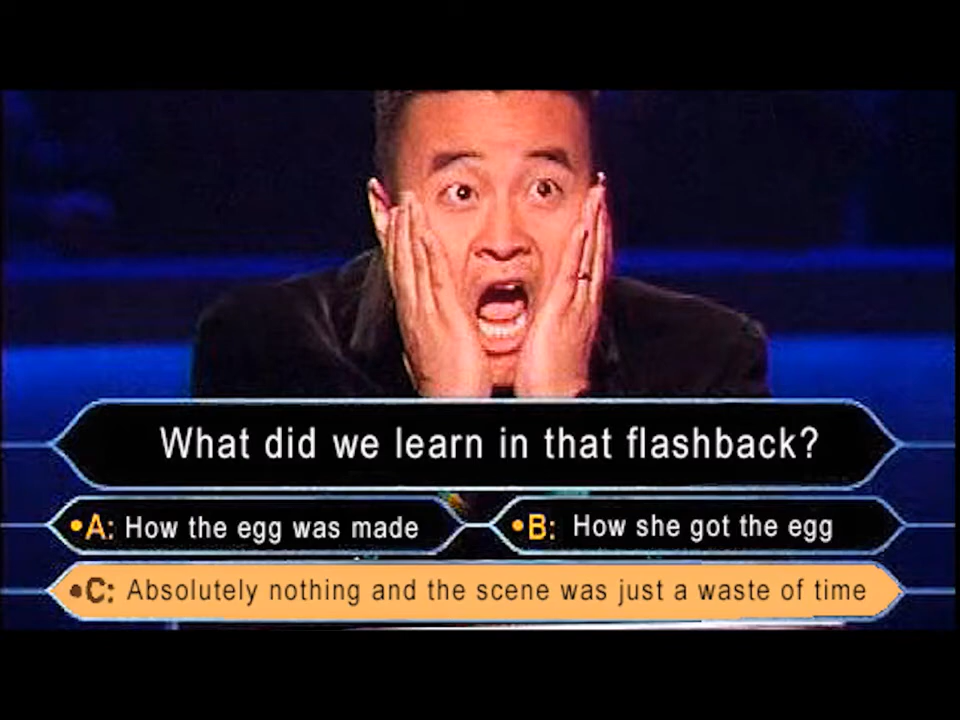 What did we learn in that flashback?
•A: How the egg was made
•B: How she got the egg
•C: Absolutely nothing and the scene was just a waste of time